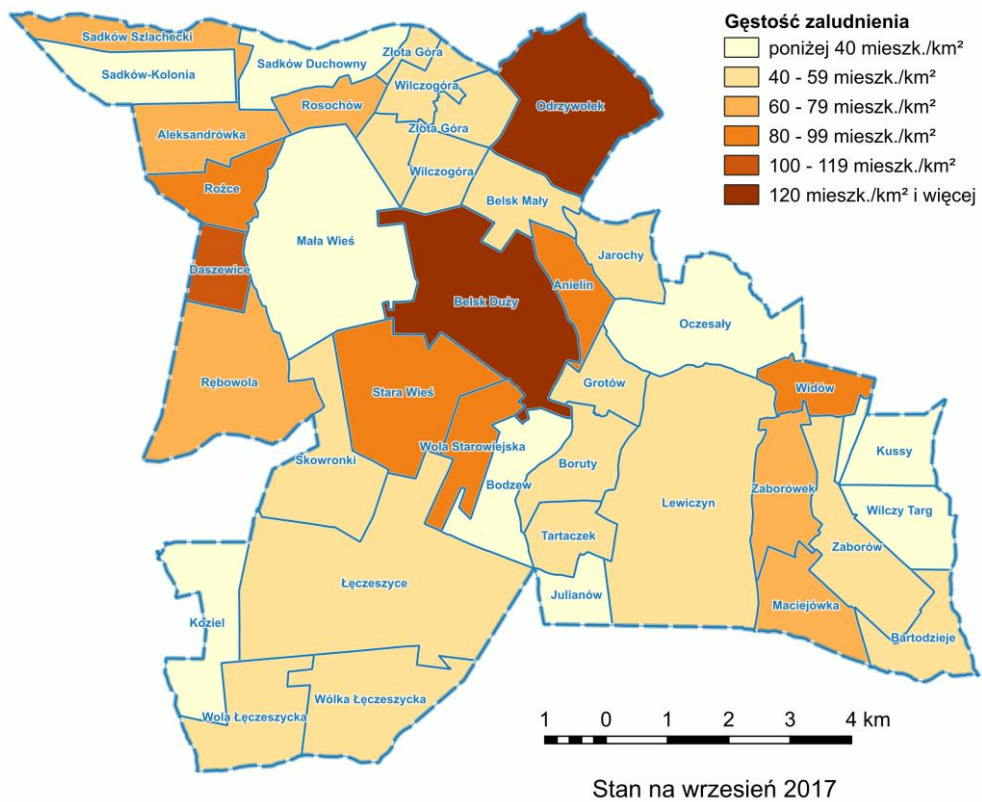 Gęstość zaludnienia
poniżej 40 mieszk./km²
40 - 59 mieszk./km²
60 - 79 mieszk./km²
80 - 99 mieszk./km²
100 - 119 mieszk./km²
120 mieszk./km² i więcej
Sadków Szlachecki
Sadków-Kolonia
Sadków Duchowny
Złota Góra
Wilczogóra
Rosochów
Odrzywołek
Aleksandrówka
Złota Góra
Wilczogóra
Rożce
Belsk Mały
Mała Wieś
Jarochy
Daszewice
Anielin
Belsk Duży
Oczesały
Rębowola
Stara Wieś
Grotów
Widów
Wola Starowiejska
Skowronki
Boruty
Kussy
Bodzew
Zaborówek
Lewiczyn
Wilczy Targ
Tartaczek
Zaborów
Łęczeszyce
Julianów
Maciejówka
Koziel
Bartodzieje
Wólka Łęczeszycka
Wola Łęczeszycka
1 0 1 2 3 4 km
Stan na wrzesień 2017